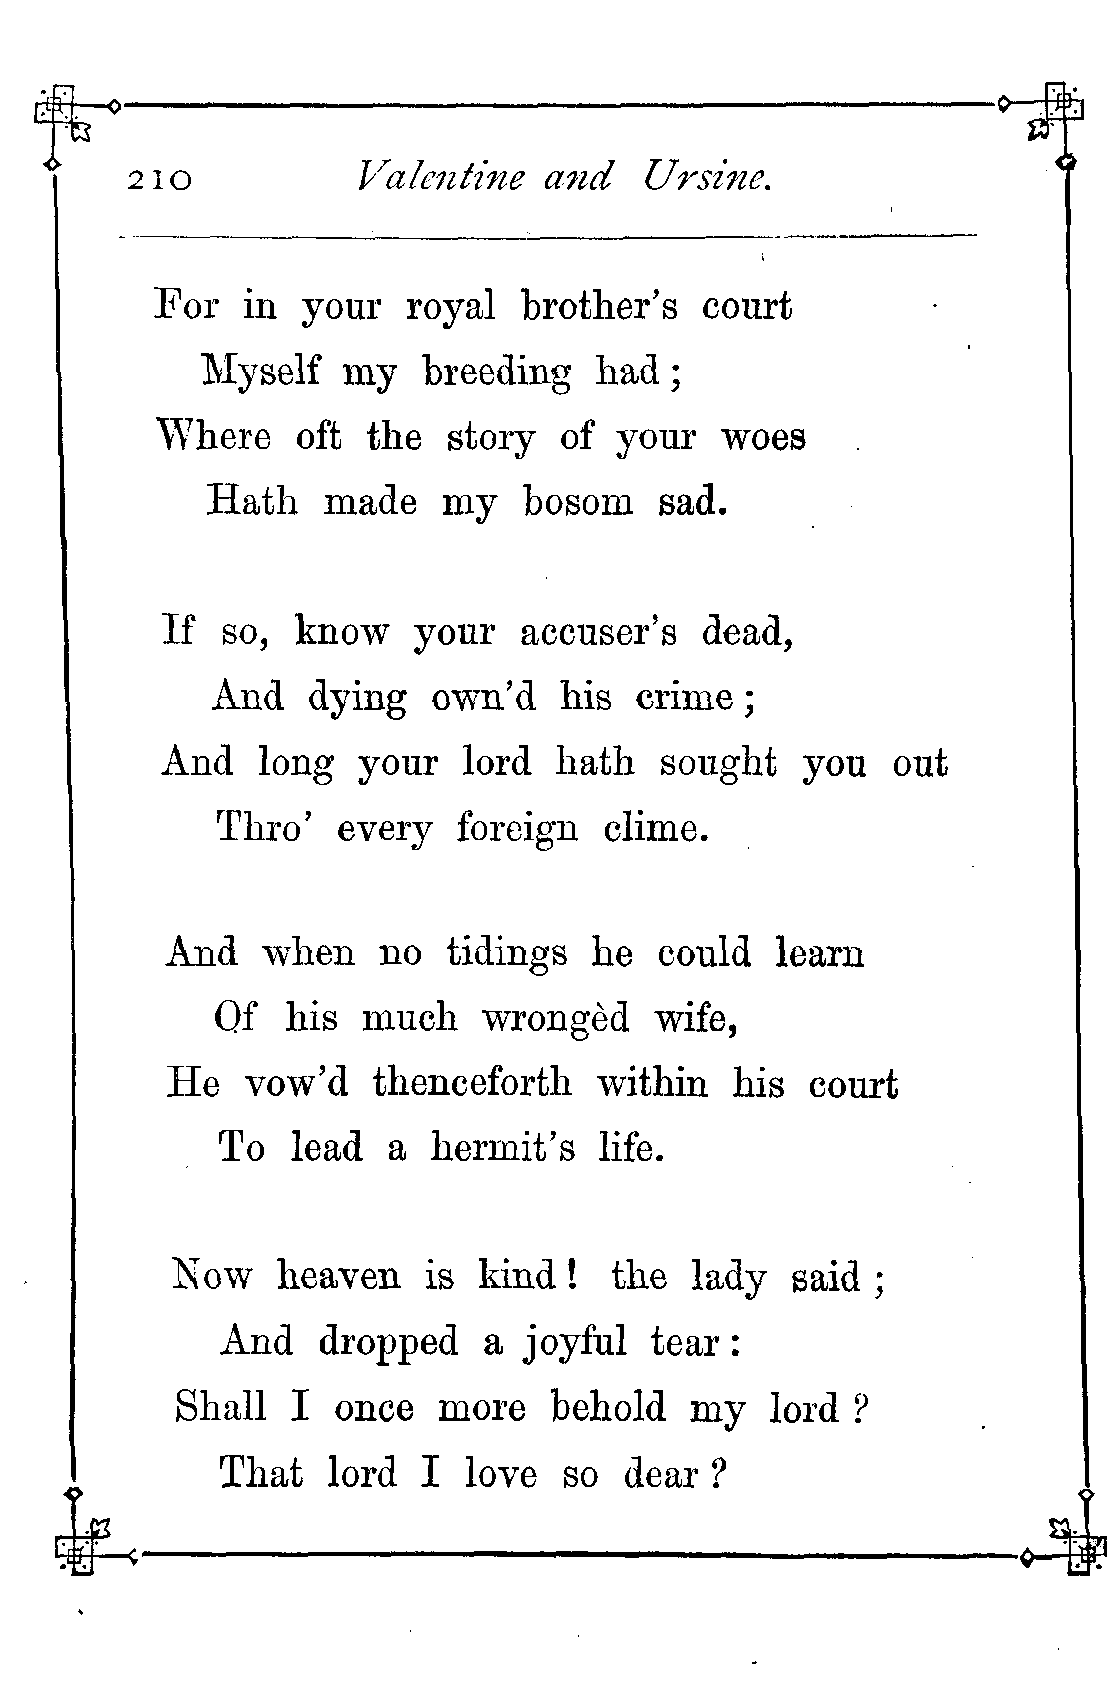 210 Valentine and Ursine.
For in your royal brother's court
Myself my breeding had ;
Where oft the story of your woes
Hath made my bosom sad.
If so, know your accuser's dead,
And dying own'd his crime ;
And long your lord hath sought you out
Thro' every foreign clime.
And when no tidings he could learn
Of his much wrongèd wife,
He vow'd thenceforth within his court
To lead a hermit's life.
Now heaven is kind ! the lady said ;
And dropped a joyful tear :
Shall I once more behold my lord ?
That lord I love so dear ?